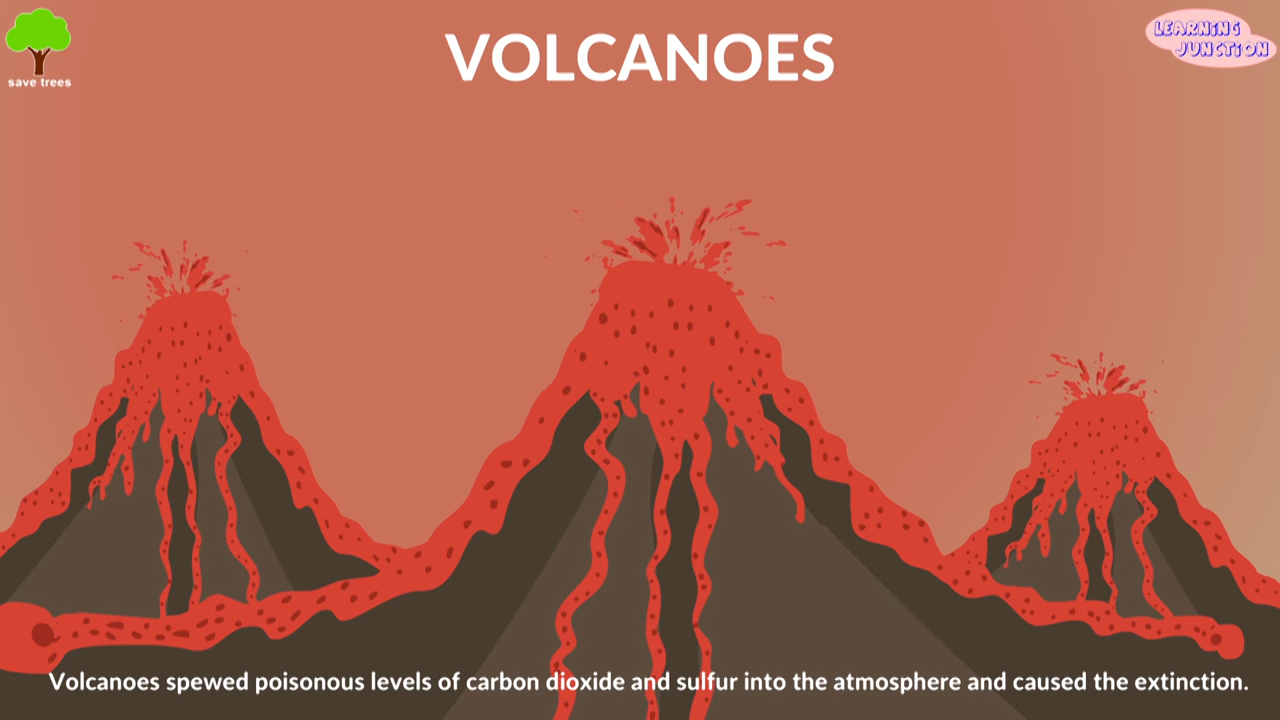 VOLCANOES
LEARNING
JUNCTION
save trees
Volcanoes spewed poisonous levels of carbon dioxide and sulfur into the atmosphere and caused the extinction.